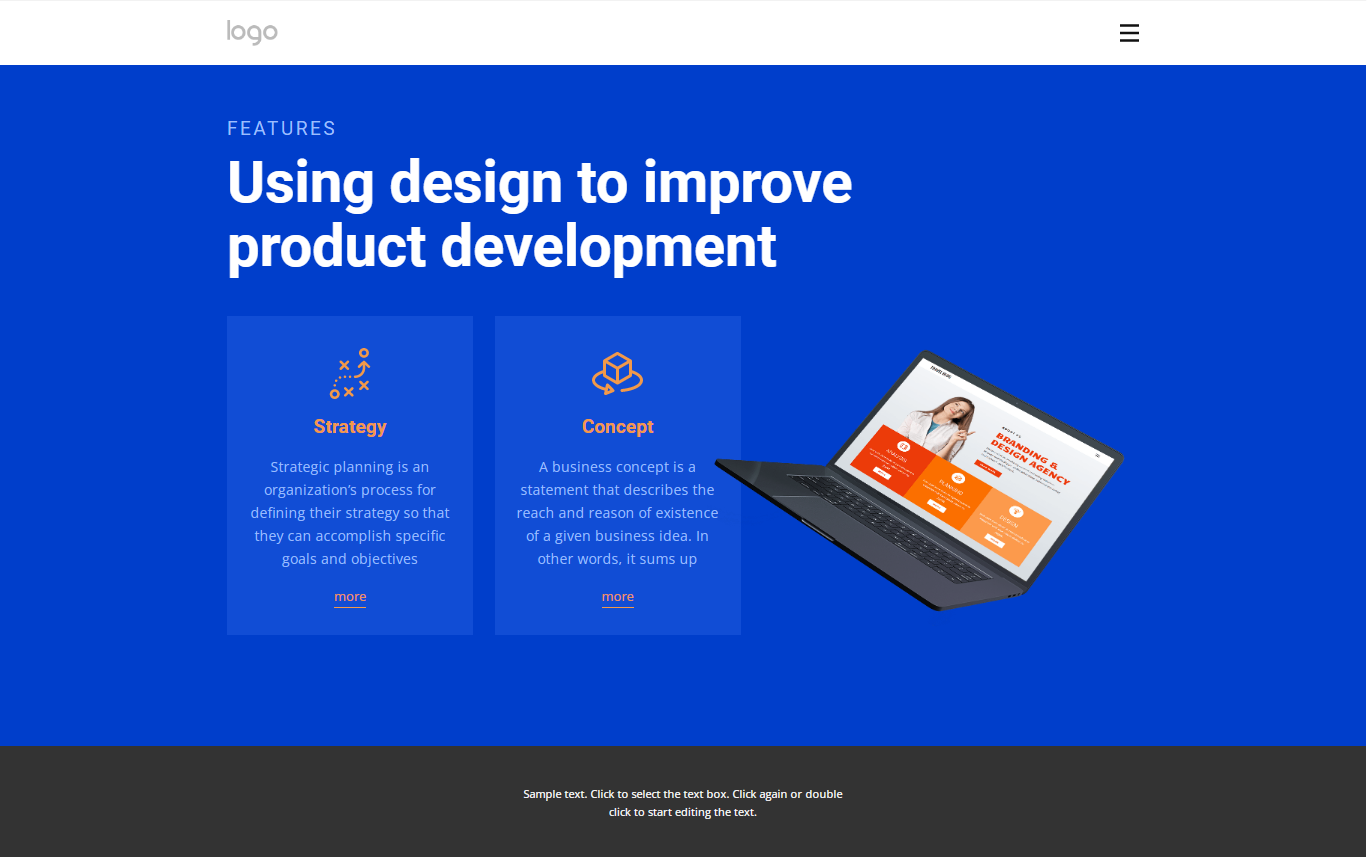 logo
FEATURES
Using design to improve
product development
Strategy
Strategic planning is an
organization's process for
defining their strategy so that
they can accomplish specific
goals and objectives
more
Concept
A business concept is a
statement that describes the
reach and reason of existence
of a given business idea. In
other words, it sums up
more
BRANDING &
DESIGN AGENCY
ANALYSIS
PLANNING
DESIGN
Sample text. Click to select the text box. Click again or double
click to start editing the text.